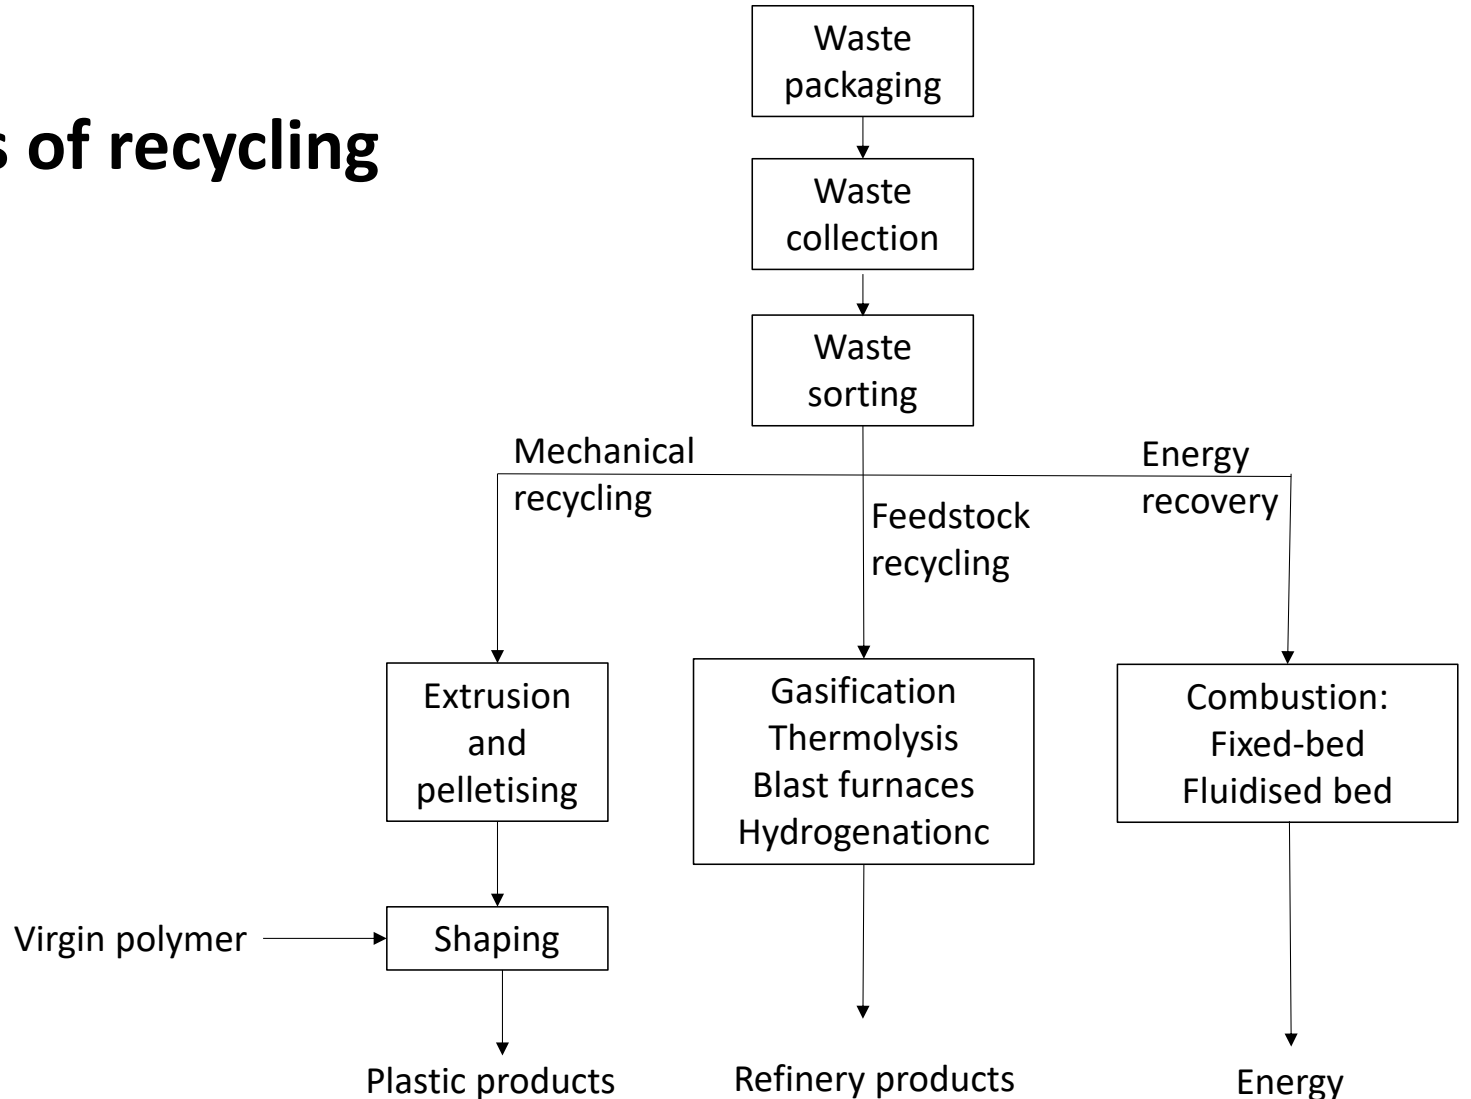 s of recycling
Waste
packaging
Waste
collection
Waste
sorting
Mechanical
recycling
Feedstock
recycling
Energy
recovery
Extrusion
and
pelletising
Gasification
Thermolysis
Blast furnaces
Hydrogenationc
Combustion:
Fixed-bed
Fluidised bed
Virgin polymer
Shaping
Plastic products
Refinery products
Energy